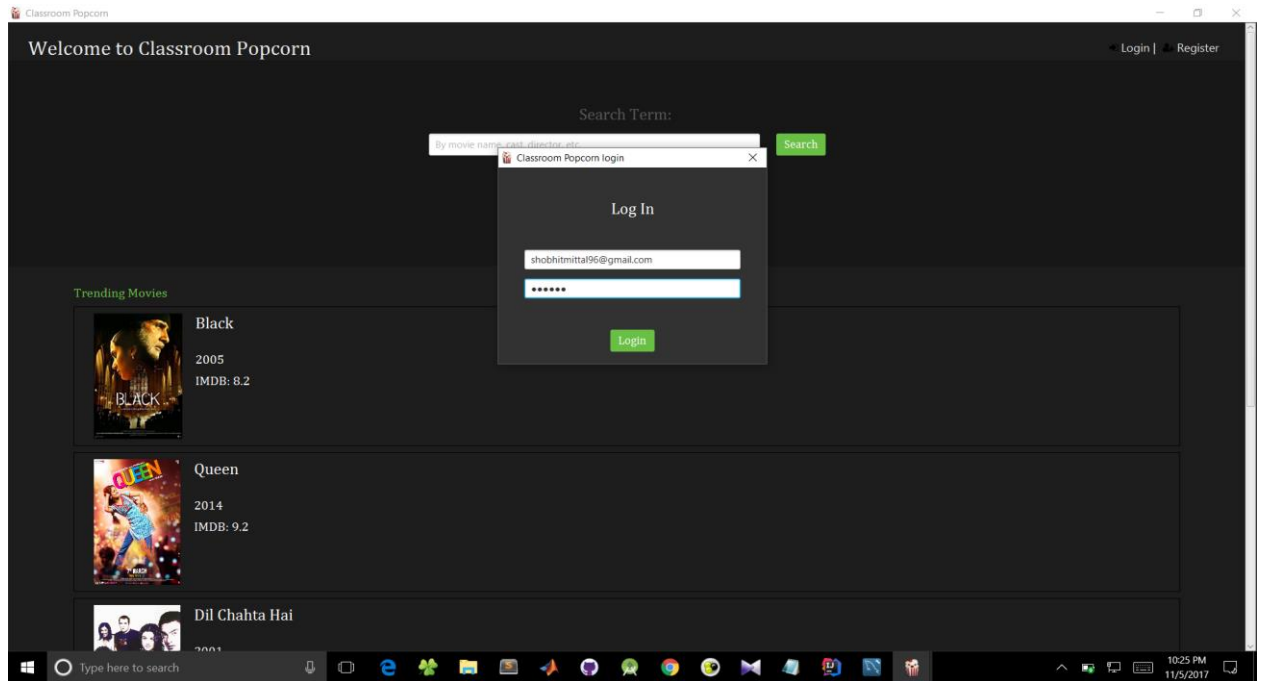 Classroom Popcorn
Welcome to Classroom Popcorn
Login |
Register
Search Term:
By movie name, cast, director, etc.
Search
Classroom Popcorn login
Log In
shobhitmittal96@gmail.com
••••••
Login
Trending Movies
Black
2005
IMDB: 8.2
BLACK
Queen
2014
IMDB: 9.2
QUEEN
Dil Chahta Hai
2001
Type here to search
10:25 PM
11/5/2017